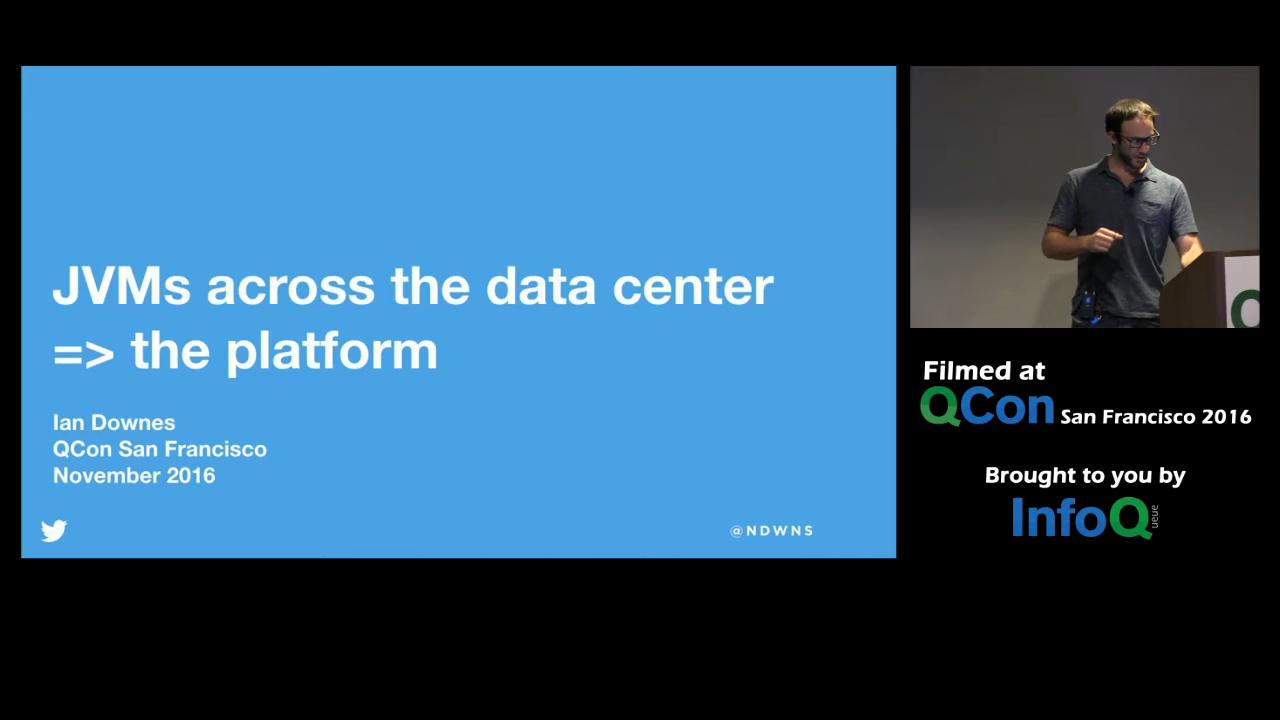 JVMs across the data center
=> the platform
Ian Downes
QCon San Francisco
November 2016
@NDWNS
Filmed at
QCon San Francisco 2016
Brought to you by
InfoQ
ueue